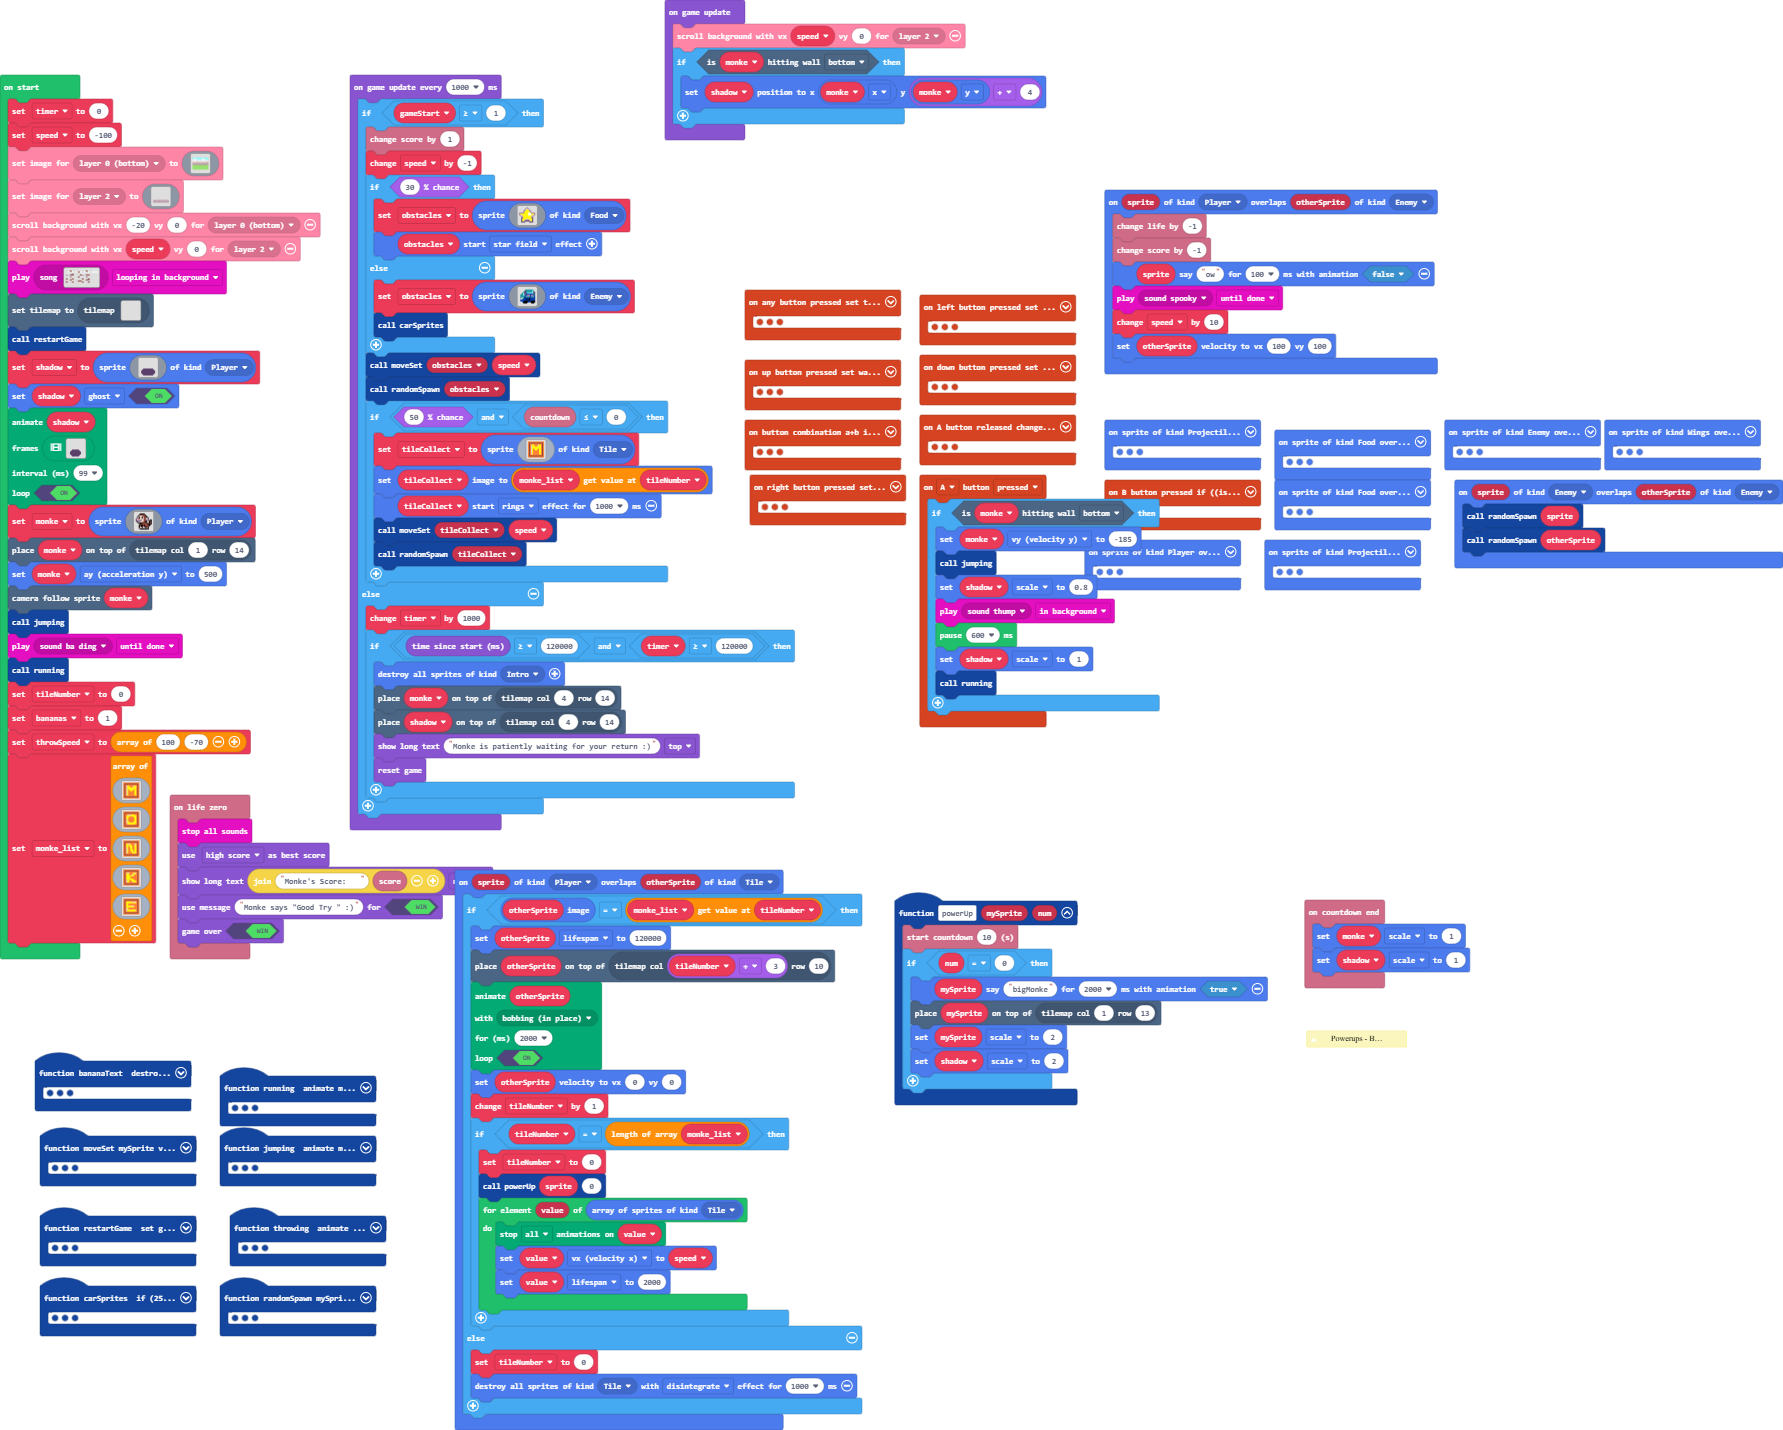 on game update
scroll background with vx speed vy 0 for layer 2
if is monke hitting wall bottom then
set shadow position to x monke x y monke y + 4
on start
set timer to 0
set speed to -100
set image for layer 0 (bottom) to
set image for layer 2 to
scroll background with vx -20 vy 0 for layer 0 (bottom)
scroll background with vx speed vy 0 for layer 2
play song looping in background
set tilemap to tilemap
call restartGame
set shadow to sprite of kind Player
set shadow ghost ON
animate shadow
frames
interval (ms) 99
loop ON
set monke to sprite of kind Player
place monke on top of tilemap col 1 row 14
set monke ay (acceleration y) to 500
camera follow sprite monke
call jumping
play sound ba ding until done
call running
set tileNumber to 0
set bananas to 1
set throwSpeed to array of 100 -70
set monke_list to array of
M
O
N
K
E
on life zero
stop all sounds
use high score as best score
show long text join "Monke's Score: " score
use message "Monke says "Good Try " :)" for WIN
game over WIN
on game update every 1000 ms
if gameStart ≥ 1 then
change score by 1
change speed by -1
if 30 % chance then
set obstacles to sprite of kind Food
obstacles start star field effect
else
set obstacles to sprite of kind Enemy
call carSprites
call moveSet obstacles speed
call randomSpawn obstacles
if 50 % chance and countdown ≤ 0 then
set tileCollect to sprite M of kind Tile
set tileCollect image to monke_list get value at tileNumber
tileCollect start rings effect for 1000 ms
call moveSet tileCollect speed
call randomSpawn tileCollect
else
change timer by 1000
if time since start (ms) ≥ 120000 and timer ≥ 120000 then
destroy all sprites of kind Intro
place monke on top of tilemap col 4 row 14
place shadow on top of tilemap col 4 row 14
show long text "Monke is patiently waiting for your return :)" top
reset game
on any button pressed set t...
on left button pressed set ...
on up button pressed set wa...
on down button pressed set ...
on button combination a+b i...
on A button released change...
on right button pressed set...
on A button pressed
if is monke hitting wall bottom then
set monke vy (velocity y) to -185
call jumping
set shadow scale to 0.8
play sound thump in background
pause 600 ms
set shadow scale to 1
call running
on sprite of kind Player overlaps otherSprite of kind Enemy
change life by -1
change score by -1
sprite say "ow" for 100 ms with animation false
play sound spooky until done
change speed by 10
set otherSprite velocity to vx 100 vy 100
on sprite of kind Projectil...
on sprite of kind Food over...
on sprite of kind Enemy ove...
on sprite of kind Wings ove...
on B button pressed if ((is...
on sprite of kind Food over...
on sprite of kind Player ov...
on sprite of kind Projectil...
on sprite of kind Enemy overlaps otherSprite of kind Enemy
call randomSpawn sprite
call randomSpawn otherSprite
on sprite of kind Player overlaps otherSprite of kind Tile
if otherSprite image = monke_list get value at tileNumber then
set otherSprite lifespan to 120000
place otherSprite on top of tilemap col tileNumber + 3 row 10
animate otherSprite
with bobbing (in place)
for (ms) 2000
loop ON
set otherSprite velocity to vx 0 vy 0
change tileNumber by 1
if tileNumber = length of array monke_list then
set tileNumber to 0
call powerUp sprite 0
for element value of array of sprites of kind Tile
do stop all animations on value
set value vx (velocity x) to speed
set value lifespan to 2000
else
set tileNumber to 0
destroy all sprites of kind Tile with disintegrate effect for 1000 ms
function powerUp mySprite num
start countdown 10 (s)
if num = 0 then
mySprite say "bigMonke" for 2000 ms with animation true
place mySprite on top of tilemap col 1 row 13
set mySprite scale to 2
set shadow scale to 2
on countdown end
set monke scale to 1
set shadow scale to 1
Powerups - B...
function bananaText destro...
function running animate m...
function moveSet mySprite v...
function jumping animate m...
function restartGame set g...
function throwing animate ...
function carSprites if (25...
function randomSpawn mySpri...